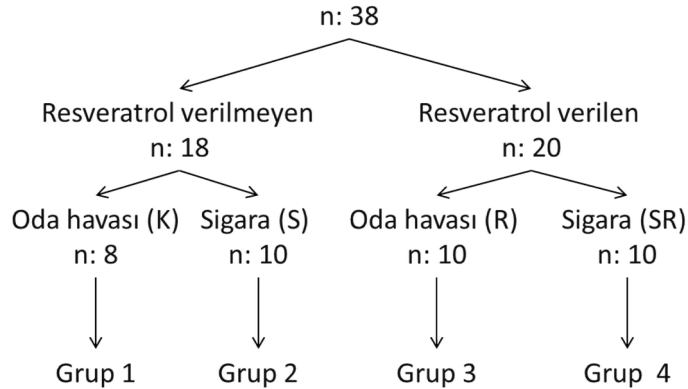 n: 38
Resveratrol verilmeyen
n: 18
Resveratrol verilen
n: 20
Oda havası (K)
n: 8
Sigara (S)
n: 10
Oda havası (R)
n: 10
Sigara (SR)
n: 10
Grup 1
Grup 2
Grup 3
Grup 4